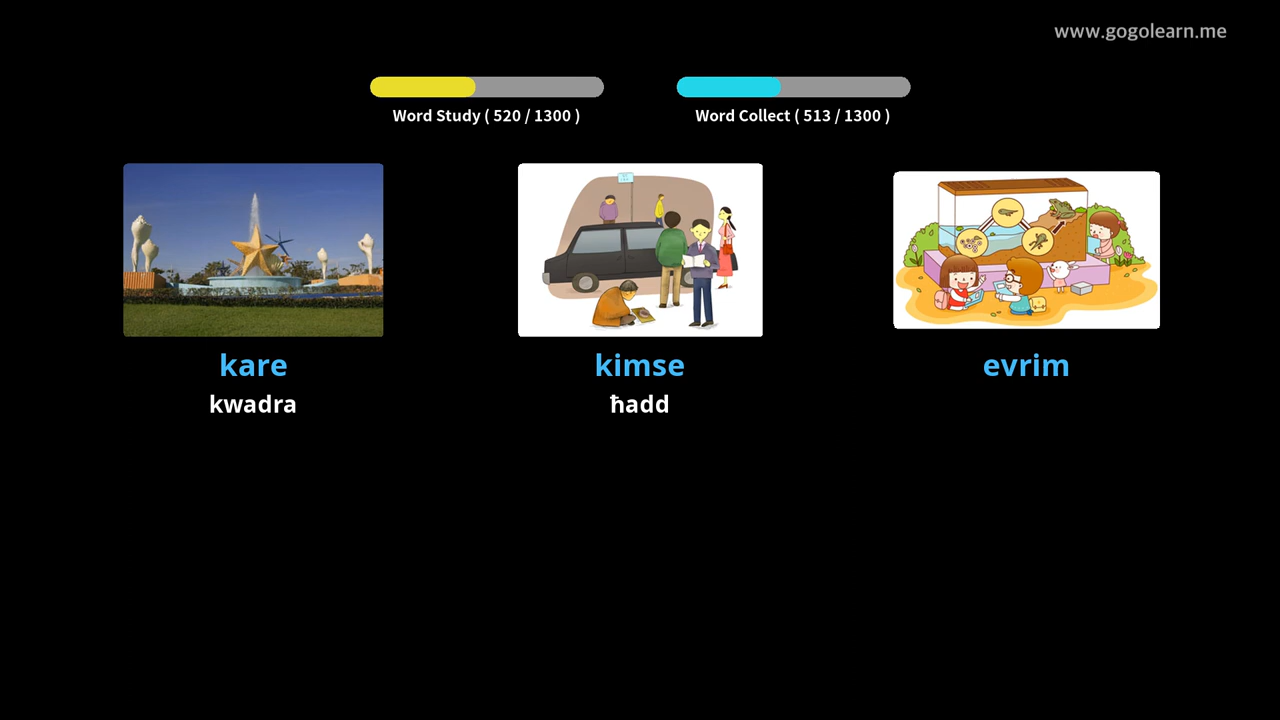 www.gogolearn.me
Word Study ( 520 / 1300 )
Word Collect ( 513 / 1300 )
kare
kwadra
kimse
ħadd
evrim